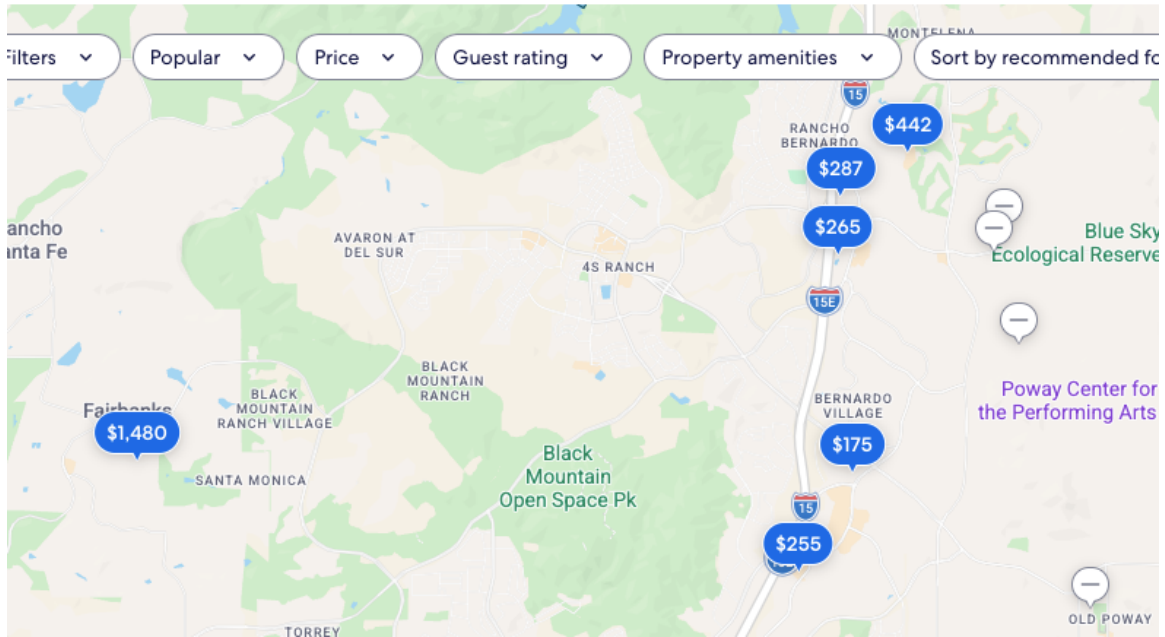 Filters
Popular
Price
Guest rating
Property amenities
Sort by recommended fo
MONTELENA
15
$442
RANCHO
BERNARDO
$287
$265
ancho
anta Fe
AVARON AT
DEL SUR
4S RANCH
Blue Sky
Ecological Reserve
15E
BLACK
MOUNTAIN
RANCH
BLACK
MOUNTAIN
RANCH VILLAGE
Fairbanks
$1,480
SANTA MONICA
Poway Center for
the Performing Arts
BERNARDO
VILLAGE
$175
Black
Mountain
Open Space Pk
15
$255
OLD POWAY
TORREY